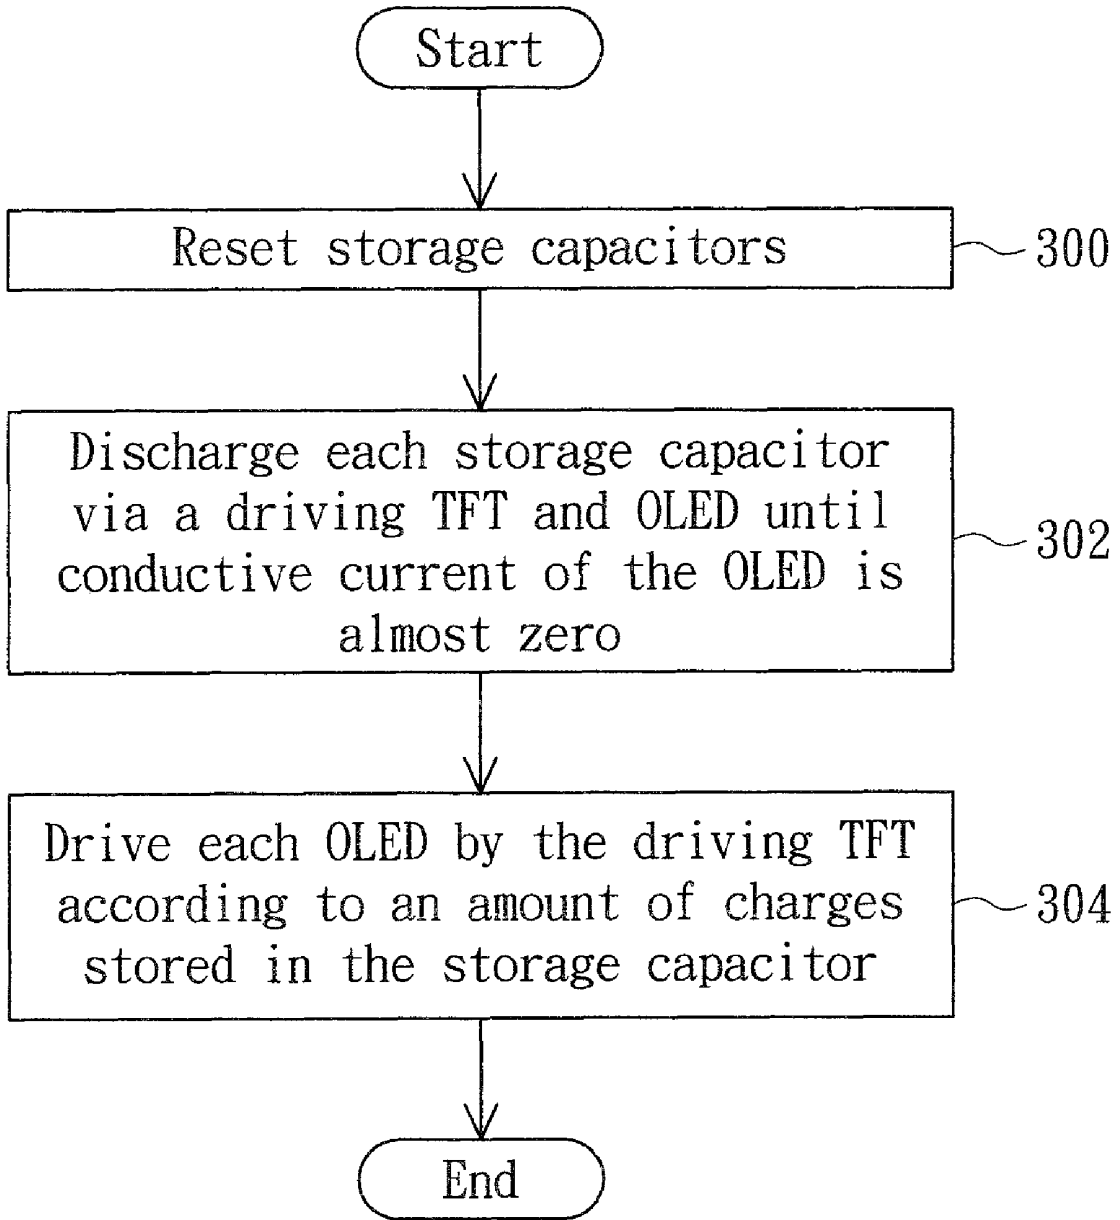 Start
Reset storage capacitors
300
Discharge each storage capacitor
via a driving TFT and OLED until
conductive current of the OLED is
almost zero
302
Drive each OLED by the driving TFT
according to an amount of charges
stored in the storage capacitor
304
End